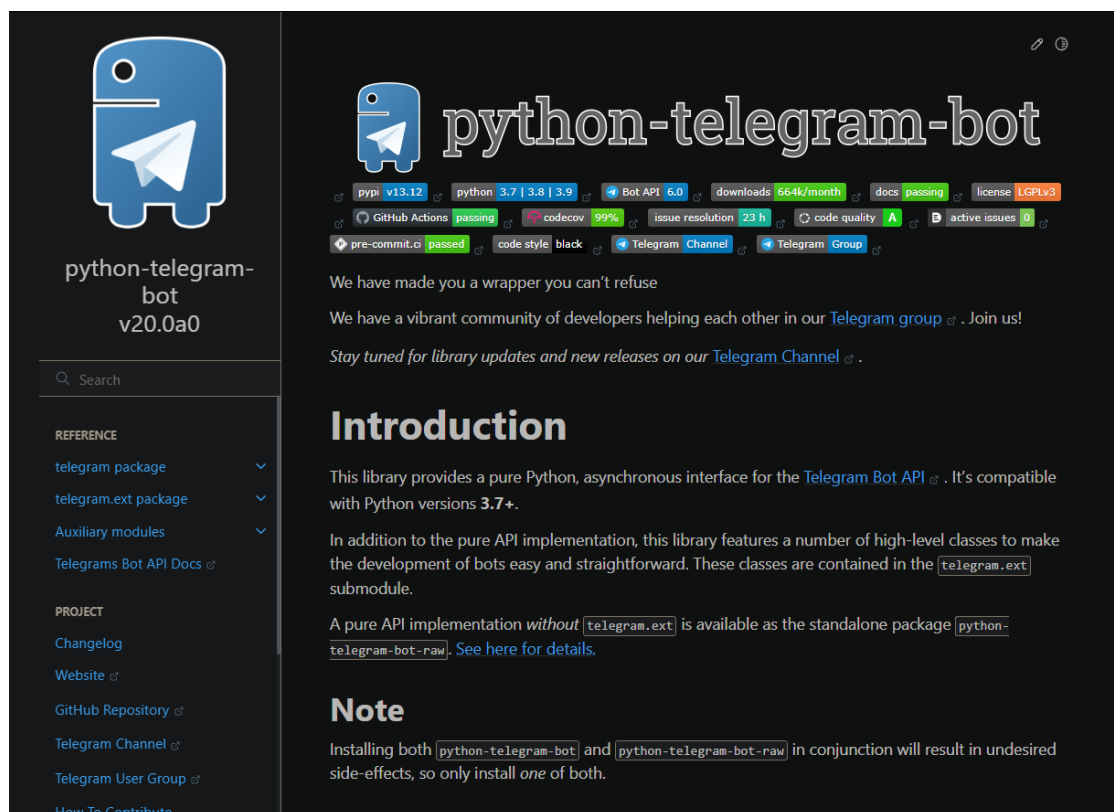 python-telegram-
bot
v20.0a0
Search
REFERENCE
telegram package
telegram.ext package
Auxiliary modules
Telegrams Bot API Docs
PROJECT
Changelog
Website
GitHub Repository
Telegram Channel
Telegram User Group
How To Contribute
python-telegram-bot
pypi v13.12 python 3.7 | 3.8 | 3.9 Bot API 6.0 downloads 664k/month docs passing license LGPLv3
GitHub Actions passing codecov 99% issue resolution 23 h code quality A active issues 0
pre-commit.ci passed code style black Telegram Channel Telegram Group
We have made you a wrapper you can’t refuse
We have a vibrant community of developers helping each other in our Telegram group . Join us!
Stay tuned for library updates and new releases on our Telegram Channel .
Introduction
This library provides a pure Python, asynchronous interface for the Telegram Bot API . It’s compatible
with Python versions 3.7+.
In addition to the pure API implementation, this library features a number of high-level classes to make
the development of bots easy and straightforward. These classes are contained in the telegram.ext
submodule.
A pure API implementation without telegram.ext is available as the standalone package python-
telegram-bot-raw. See here for details.
Note
Installing both python-telegram-bot and python-telegram-bot-raw in conjunction will result in undesired
side-effects, so only install one of both.